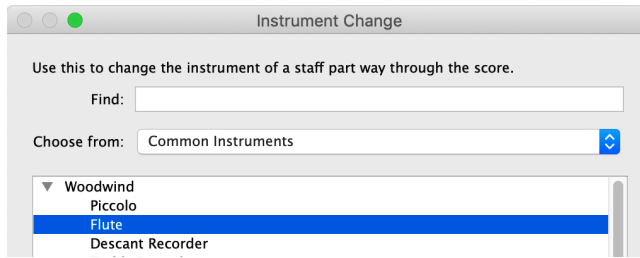 Instrument Change
Use this to change the instrument of a staff part way through the score.
Find:
Choose from: Common Instruments
Woodwind
Piccolo
Flute
Descant Recorder